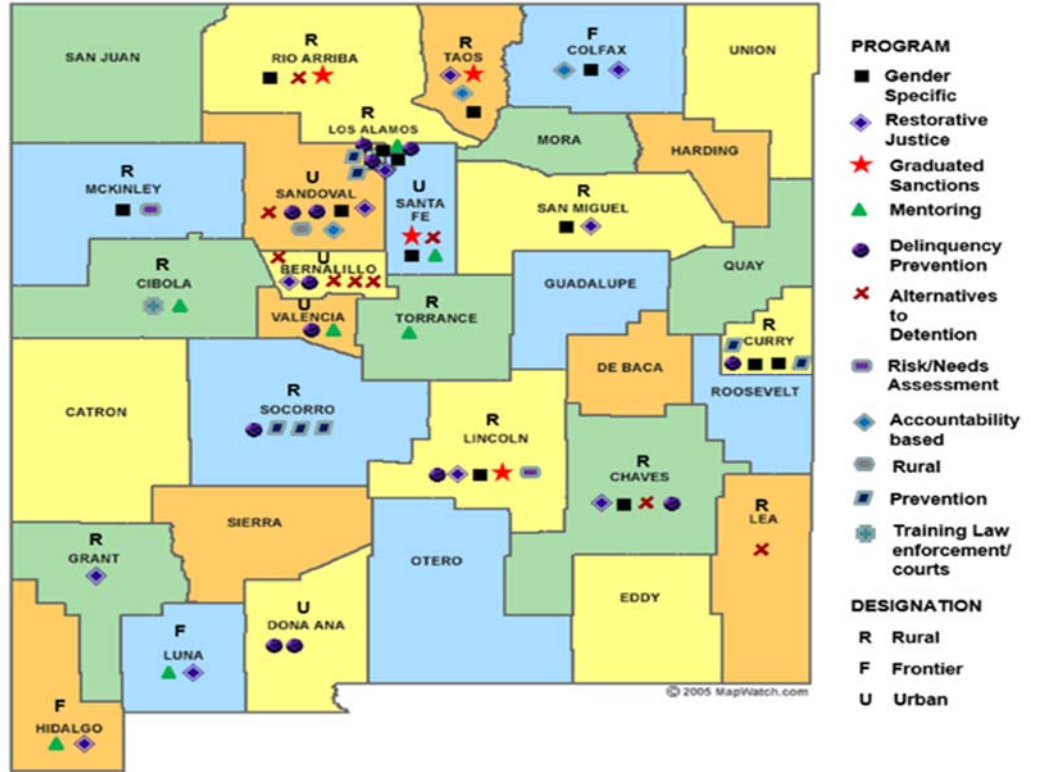 SAN JUAN
R
RIO ARRIBA
R
TAOS
F
COLFAX
UNION
R
LOS ALAMOS
MORA
HARDING
R
MCKINLEY
U
SANDOVAL
U
SANTA
FE
R
SAN MIGUEL
QUAY
R
CIBOLA
U
BERNALILLO
GUADALUPE
U
VALENCIA
R
TORRANCE
R
CURRY
DE BACA
ROOSEVELT
CATRON
R
SOCORRO
R
LINCOLN
R
CHAVES
R
LEA
SIERRA
R
GRANT
OTERO
EDDY
U
DONA ANA
F
LUNA
F
HIDALGO
© 2005 MapWatch.com
PROGRAM
Gender
Specific
Restorative
Justice
Graduated
Sanctions
Mentoring
Delinquency
Prevention
Alternatives
to
Detention
Risk/Needs
Assessment
Accountability
based
Rural
Prevention
Training Law
enforcement/
courts
DESIGNATION
R Rural
F Frontier
U Urban